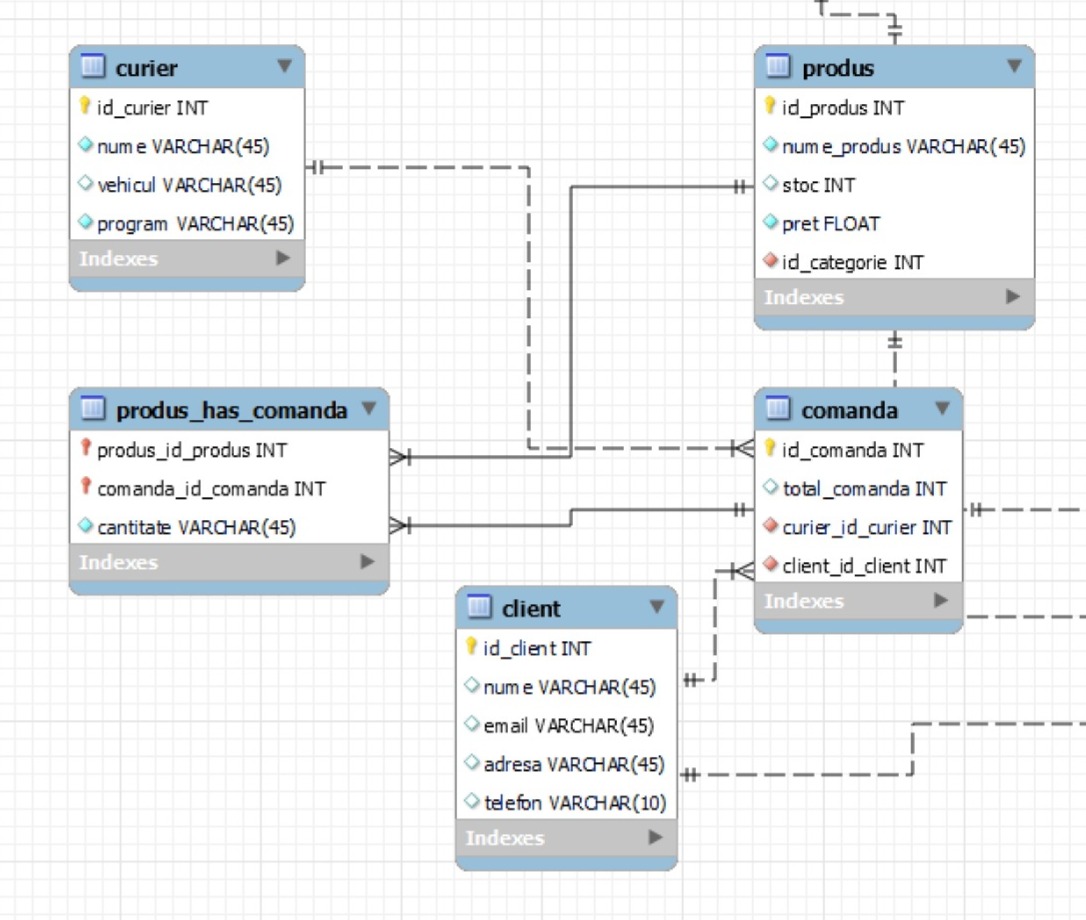 curier
id_curier INT
nume VARCHAR(45)
vehicul VARCHAR(45)
program VARCHAR(45)
Indexes
produs
id_produs INT
nume_produs VARCHAR(45)
stoc INT
pret FLOAT
id_categorie INT
Indexes
produs_has_comanda
produs_id_produs INT
comanda_id_comanda INT
cantitate VARCHAR(45)
Indexes
comanda
id_comanda INT
total_comanda INT
curier_id_curier INT
client_id_client INT
Indexes
client
id_client INT
nume VARCHAR(45)
email VARCHAR(45)
adresa VARCHAR(45)
telefon VARCHAR(10)
Indexes